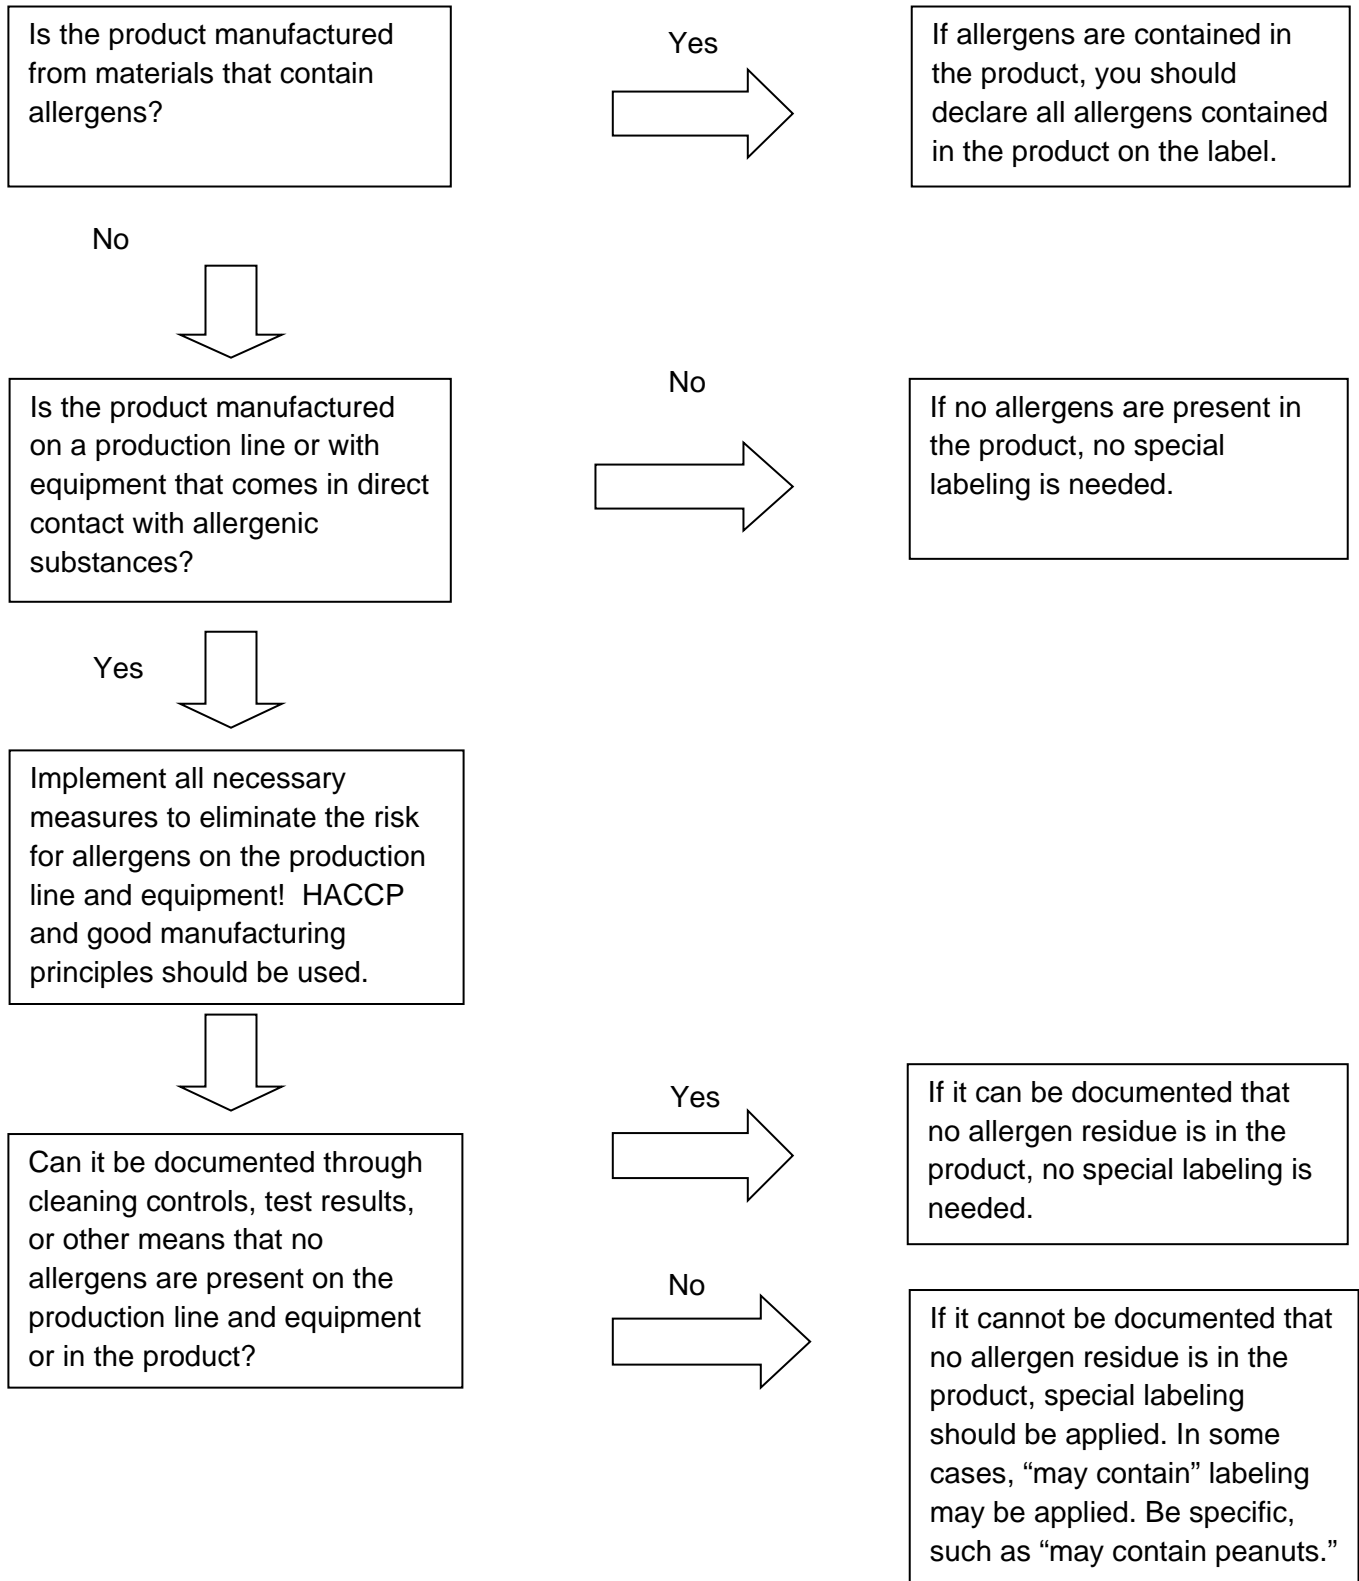 Is the product manufactured
from materials that contain
allergens?
Yes
If allergens are contained in
the product, you should
declare all allergens contained
in the product on the label.
No
Is the product manufactured
on a production line or with
equipment that comes in direct
contact with allergenic
substances?
No
If no allergens are present in
the product, no special
labeling is needed.
Yes
Implement all necessary
measures to eliminate the risk
for allergens on the production
line and equipment!  HACCP
and good manufacturing
principles should be used.
Can it be documented through
cleaning controls, test results,
or other means that no
allergens are present on the
production line and equipment
or in the product?
Yes
If it can be documented that
no allergen residue is in the
product, no special labeling is
needed.
No
If it cannot be documented that
no allergen residue is in the
product, special labeling
should be applied. In some
cases, “may contain” labeling
may be applied. Be specific,
such as “may contain peanuts.”